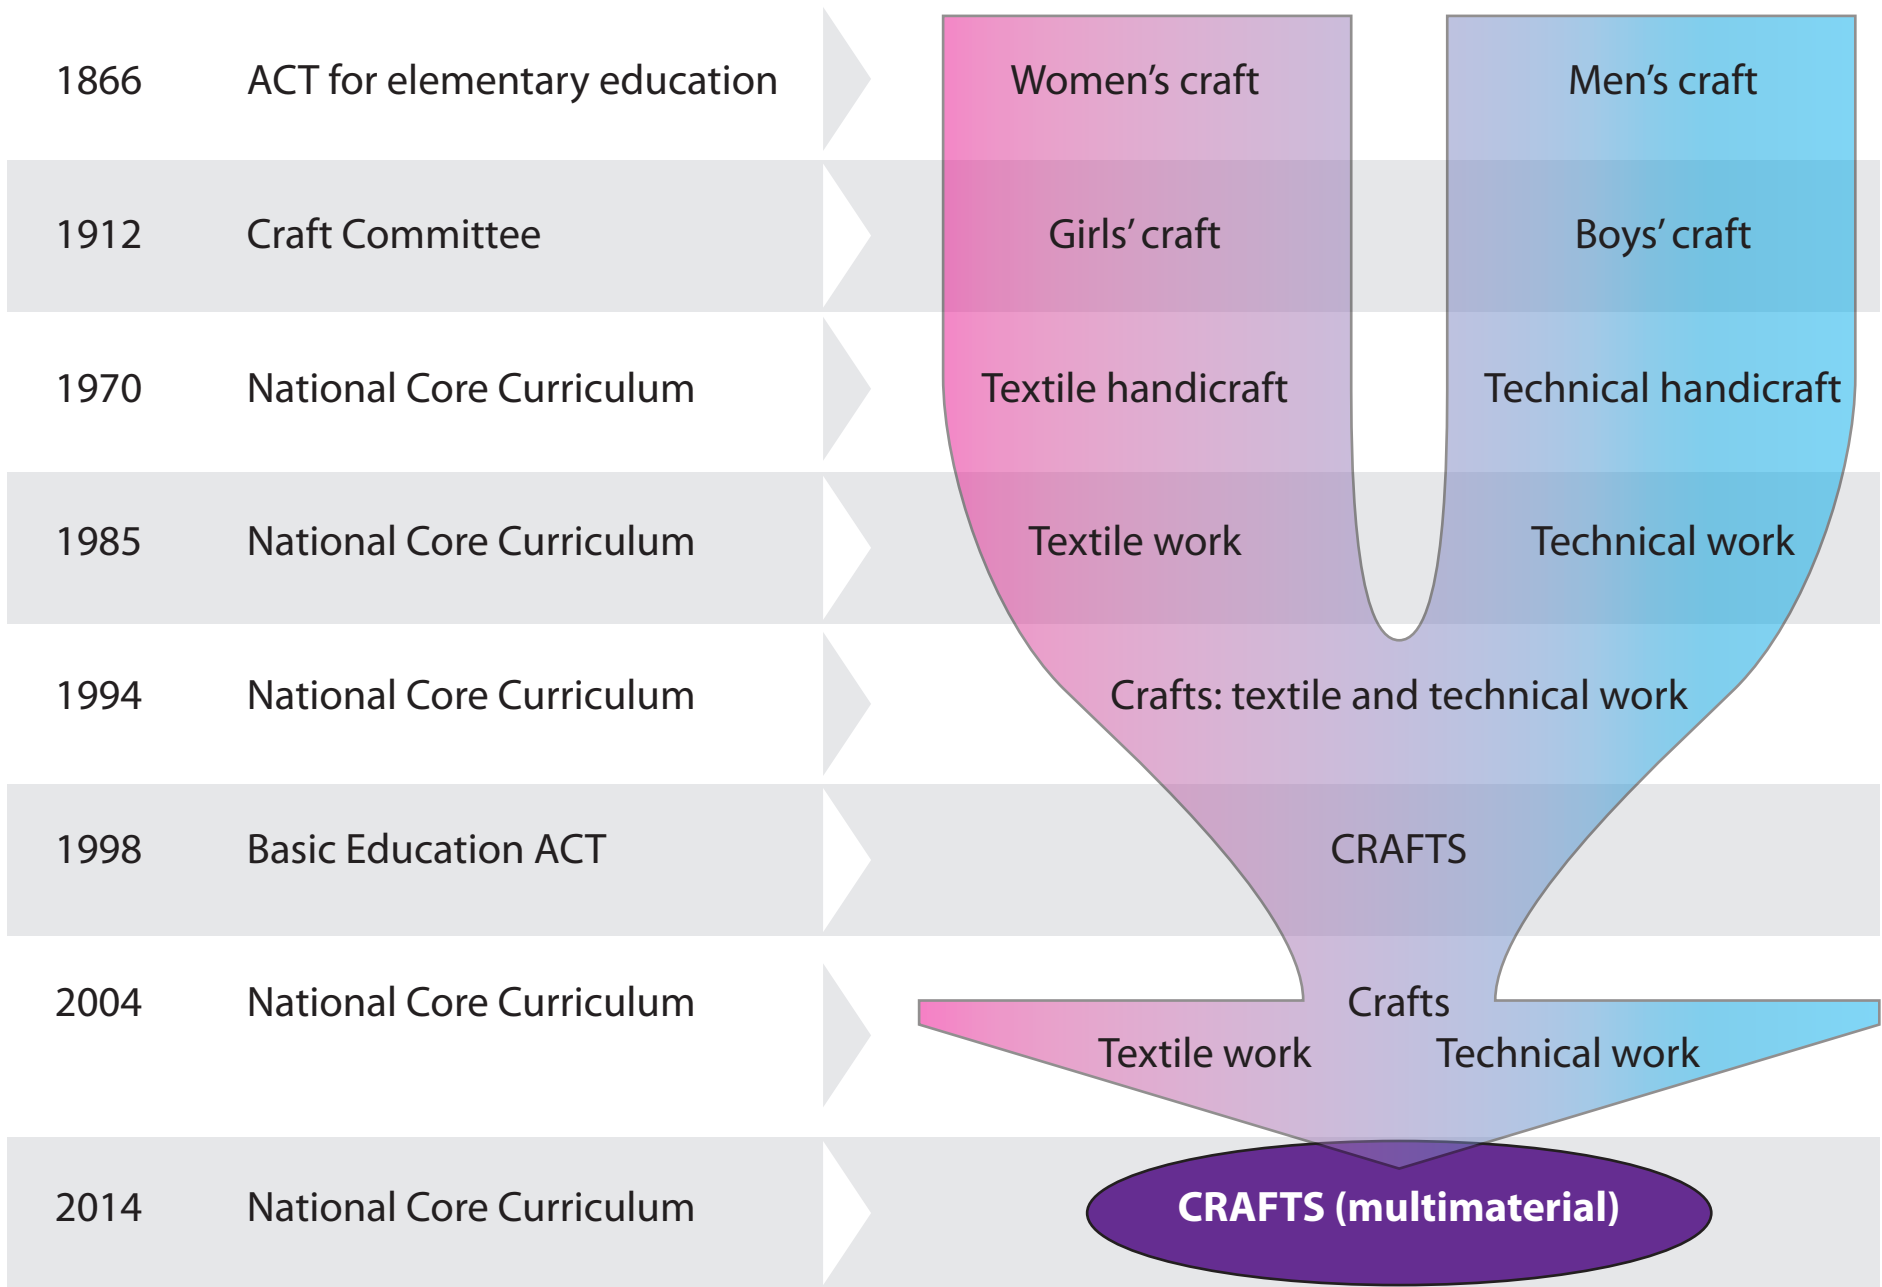 1866 ACT for elementary education Women’s craft Men’s craft
1912 Craft Committee Girls’ craft Boys’ craft
1970 National Core Curriculum Textile handicraft Technical handicraft
1985 National Core Curriculum Textile work Technical work
1994 National Core Curriculum Crafts: textile and technical work
1998 Basic Education ACT CRAFTS
2004 National Core Curriculum Crafts
Textile work Technical work
2014 National Core Curriculum CRAFTS (multimaterial)